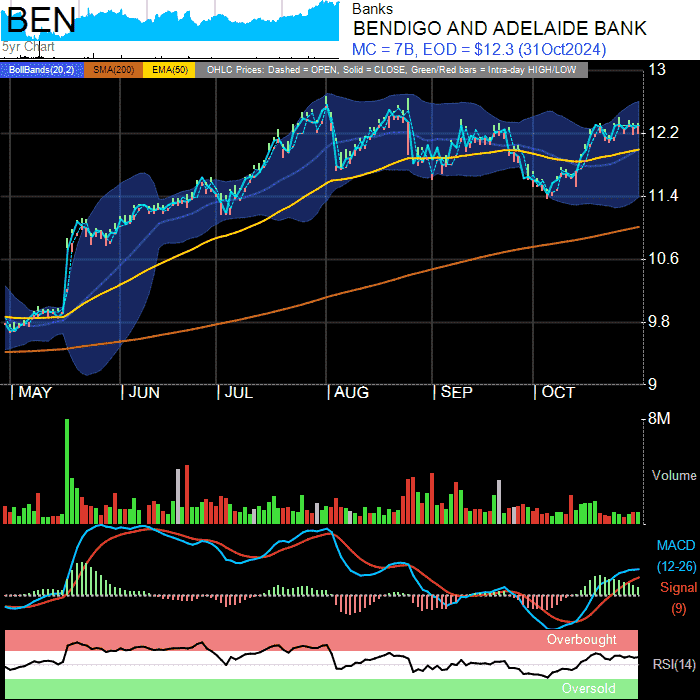 BEN
5yr Chart
Banks
BENDIGO AND ADELAIDE BANK
MC = 7B, EOD = $12.3 (31Oct2024)
BollBands(20,2) SMA(200) EMA(50) OHLC Prices: Dashed = OPEN, Solid = CLOSE, Green/Red bars = Intra-day HIGH/LOW
13
12.2
11.4
10.6
9.8
9
MAY JUN JUL AUG SEP OCT
8M
Volume
MACD
(12-26)
Signal
(9)
Overbought
RSI(14)
Oversold